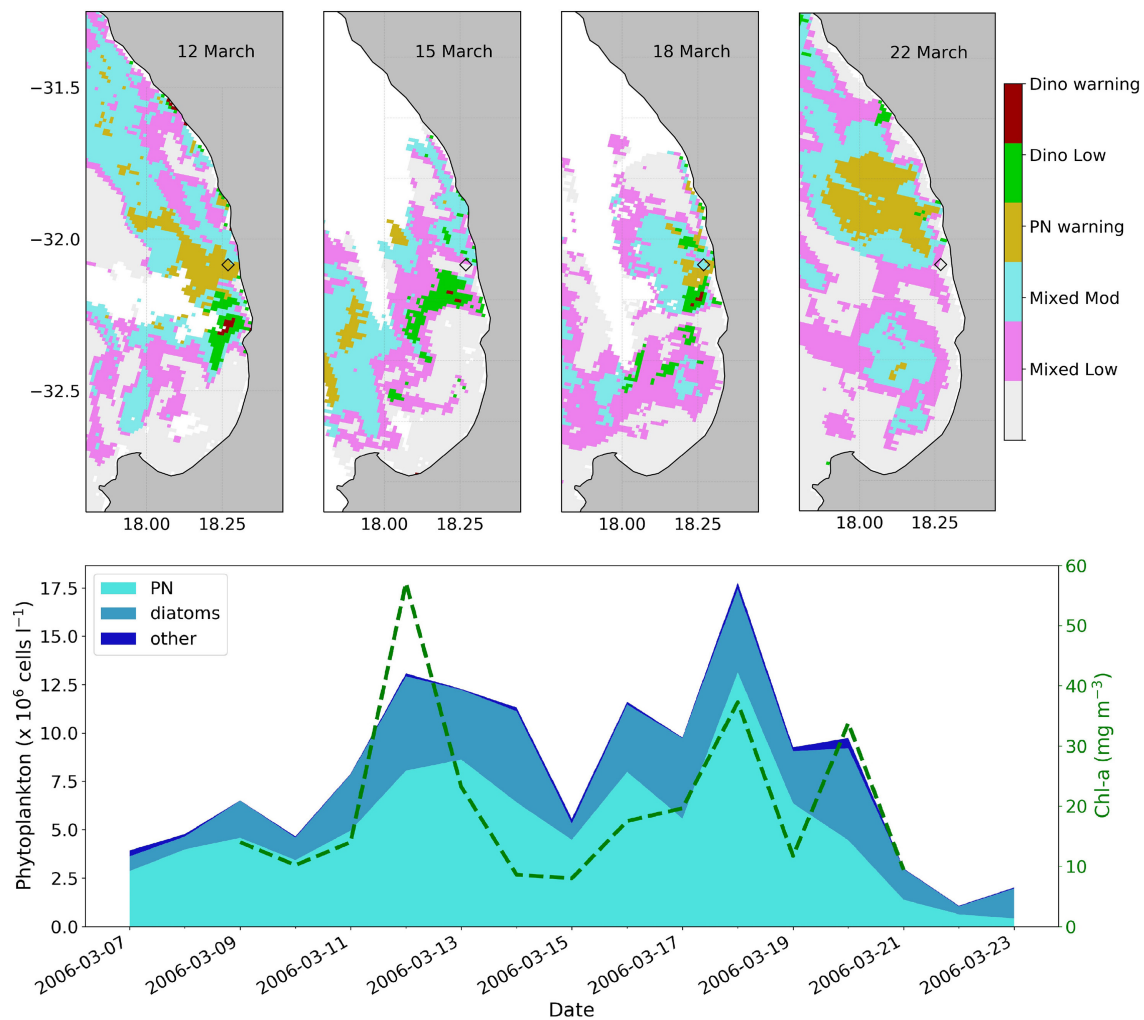 12 March
15 March
18 March
22 March
−31.5
−32.0
−32.5
18.00 18.25
18.00 18.25
18.00 18.25
18.00 18.25
Dino warning
Dino Low
PN warning
Mixed Mod
Mixed Low
Phytoplankton (x 10⁶ cells l⁻¹)
17.5
15.0
12.5
10.0
7.5
5.0
2.5
0.0
PN
diatoms
other
60
50
40
30
20
10
0
Chl-a (mg m⁻³)
2006-03-07
2006-03-09
2006-03-11
2006-03-13
2006-03-15
2006-03-17
2006-03-19
2006-03-21
2006-03-23
Date